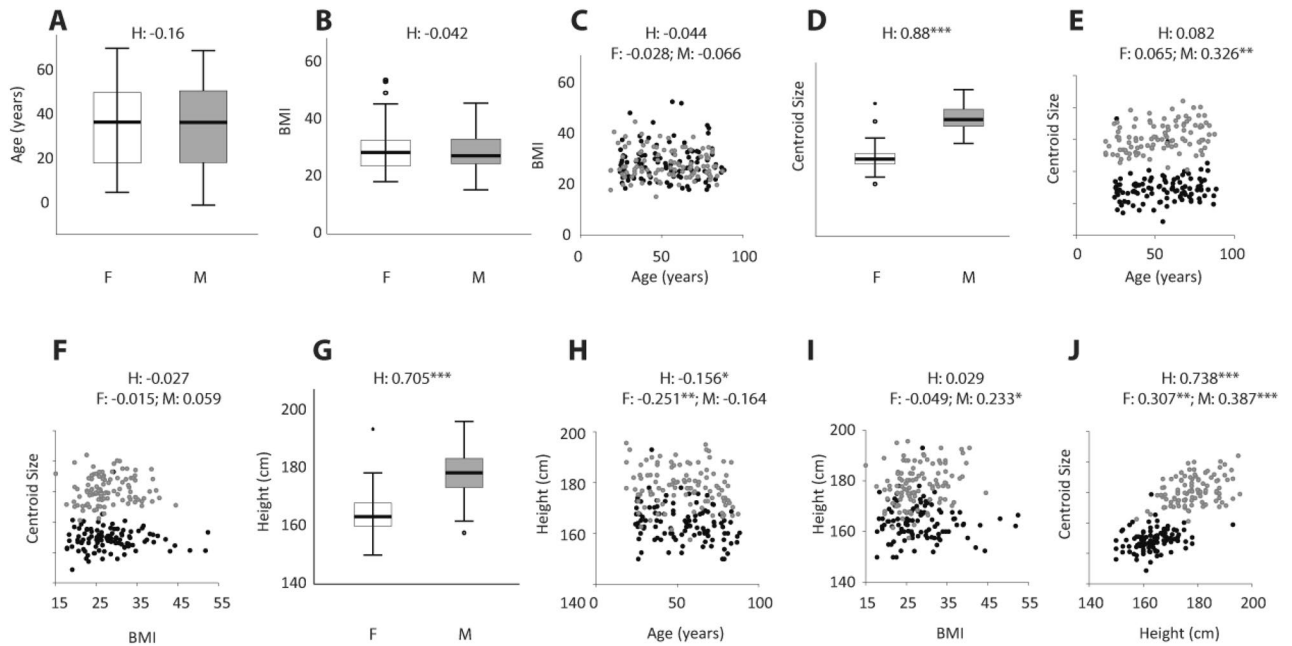 A
H: -0.16
Age (years)
60
40
20
0
F M
B
H: -0.042
BMI
60
40
20
0
F M
C
H: -0.044
F: -0.028; M: -0.066
BMI
60
40
20
0
0 50 100
Age (years)
D
H: 0.88***
Centroid Size
F M
E
H: 0.082
F: 0.065; M: 0.326**
Centroid Size
0 50 100
Age (years)
F
H: -0.027
F: -0.015; M: 0.059
Centroid Size
15 25 35 45 55
BMI
G
H: 0.705***
Height (cm)
200
180
160
140
F M
H
H: -0.156*
F: -0.251**; M: -0.164
Height (cm)
200
180
160
140 0 50 100
Age (years)
I
H: 0.029
F: -0.049; M: 0.233*
Height (cm)
200
180
160
140
15 25 35 45 55
BMI
J
H: 0.738***
F: 0.307**; M: 0.387***
Centroid Size
140 160 180 200
Height (cm)